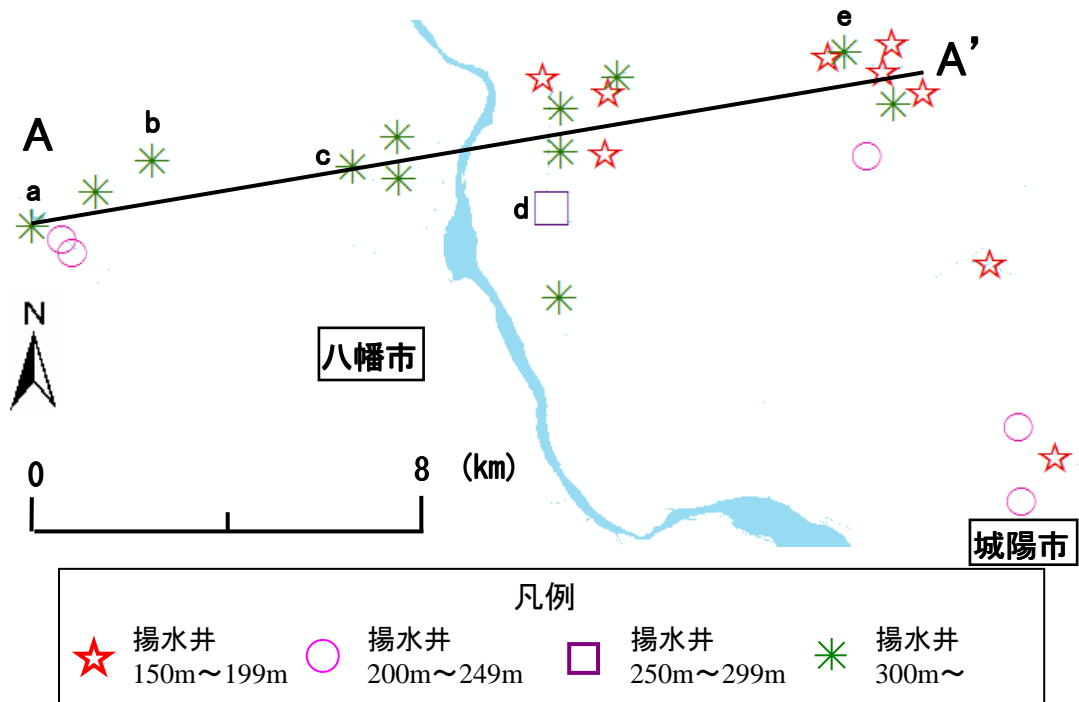 e
A’
b
A
c
a
d
N
八幡市
0 8 (km)
城陽市
凡例
揚水井 揚水井 揚水井 揚水井
150m～199m 200m～249m 250m～299m 300m～